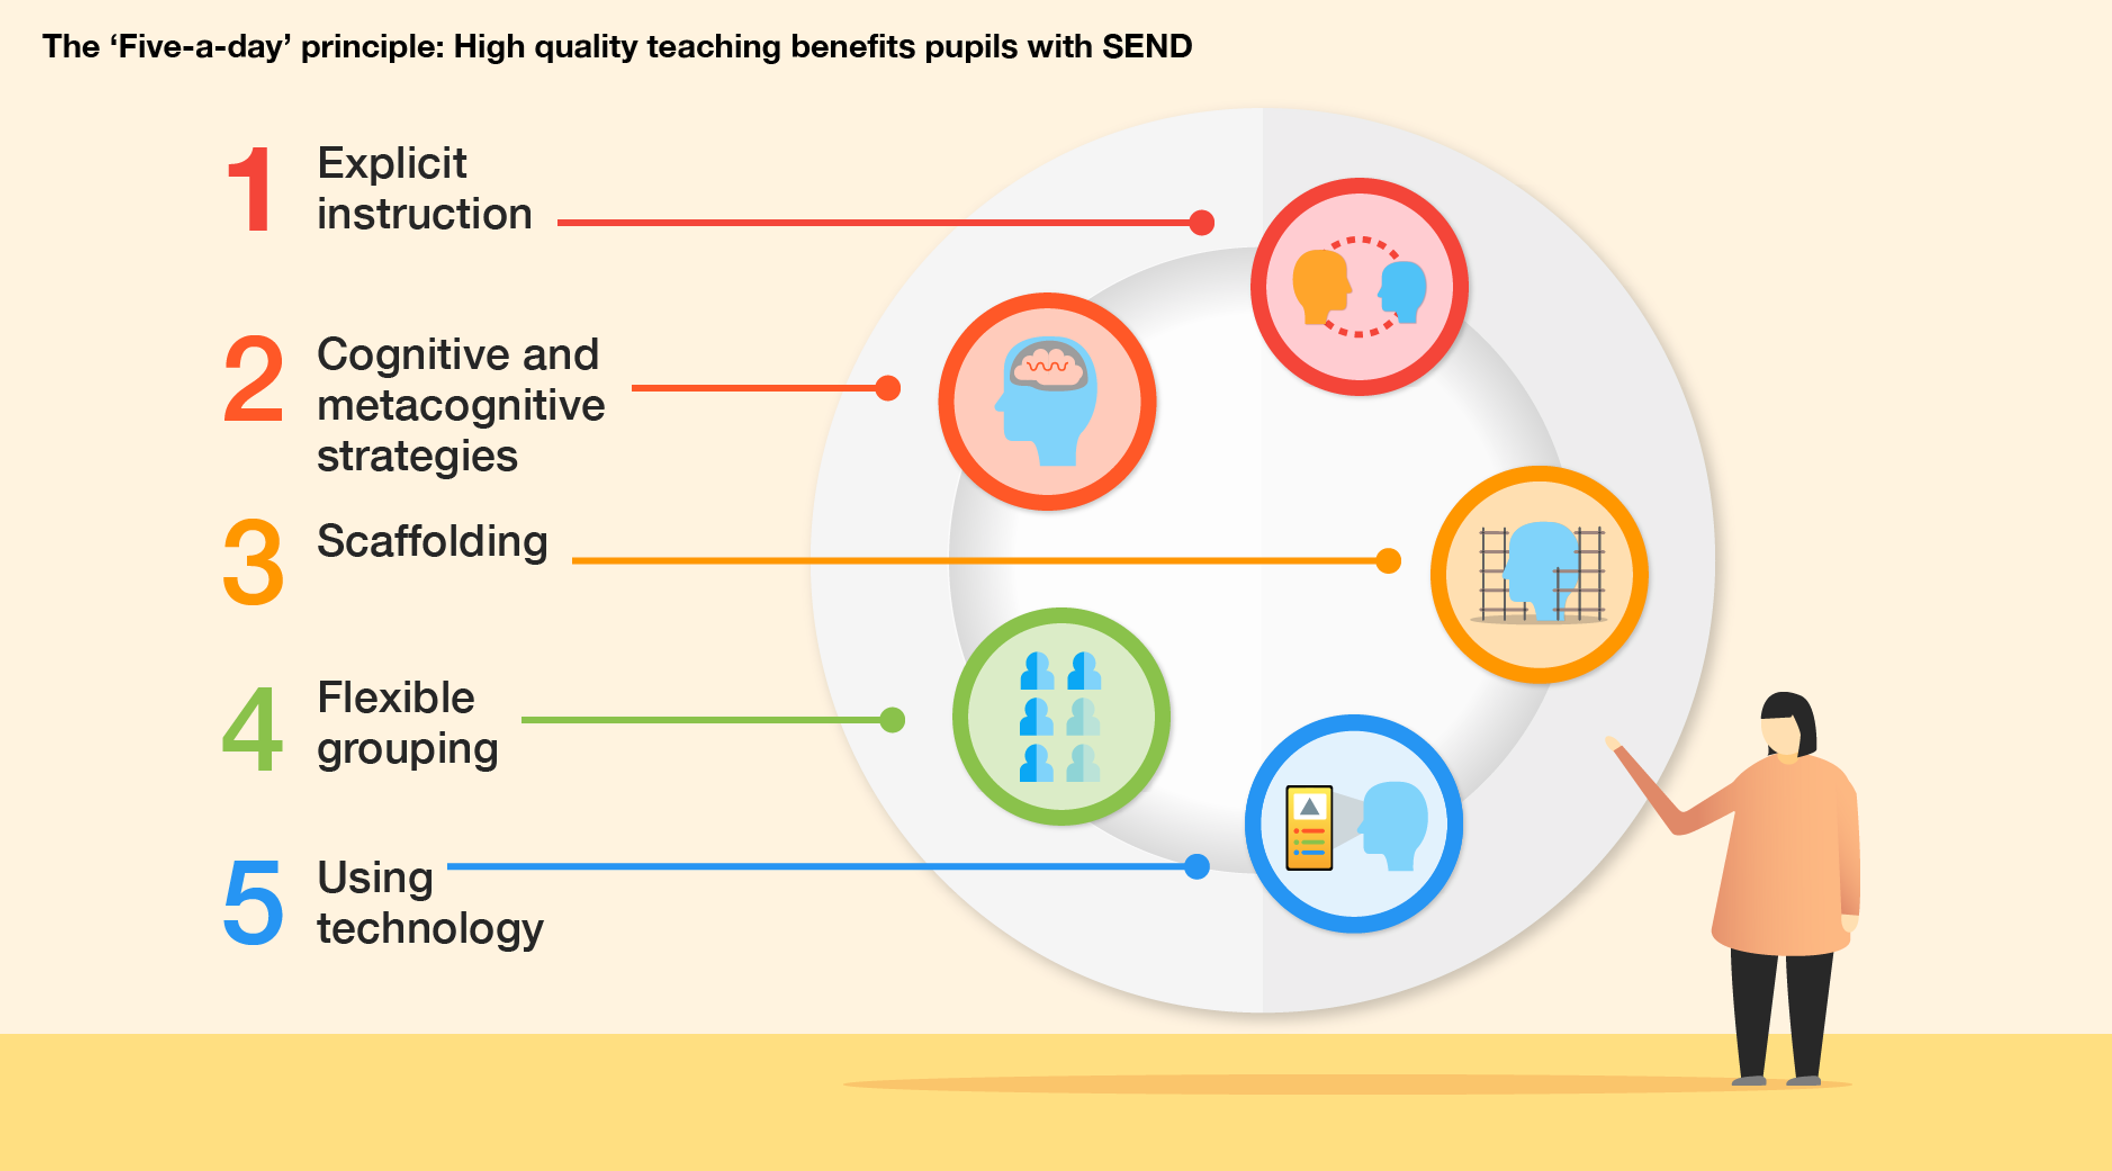 The ‘Five-a-day’ principle: High quality teaching benefits pupils with SEND
1
Explicit
instruction
2
Cognitive and
metacognitive
strategies
3
Scaffolding
4
Flexible
grouping
5
Using
technology